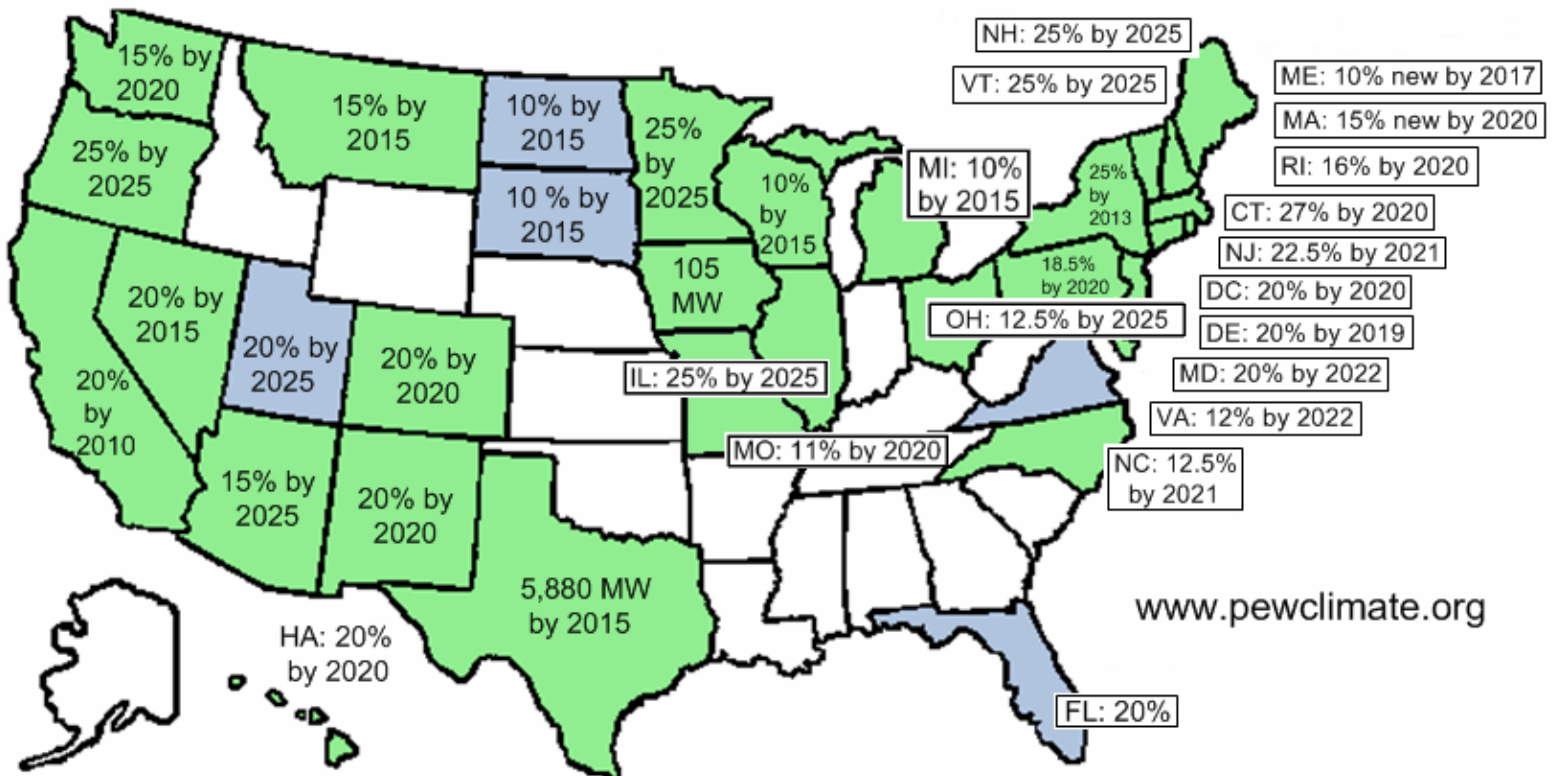 NH: 25% by 2025
VT: 25% by 2025
ME: 10% new by 2017
MA: 15% new by 2020
RI: 16% by 2020
CT: 27% by 2020
NJ: 22.5% by 2021
DC: 20% by 2020
DE: 20% by 2019
MD: 20% by 2022
VA: 12% by 2022
NC: 12.5%
by 2021
15% by
2020
25% by
2025
15% by
2015
10% by
2015
10 % by
2015
25%
by
2025
10%
by
2015
MI: 10%
by 2015
25%
by
2013
18.5%
by 2020
OH: 12.5% by 2025
105
MW
IL: 25% by 2025
MO: 11% by 2020
20% by
2015
20% by
2025
20% by
2020
20%
by
2010
15% by
2025
20% by
2020
5,880 MW
by 2015
HA: 20%
by 2020
FL: 20%
www.pewclimate.org